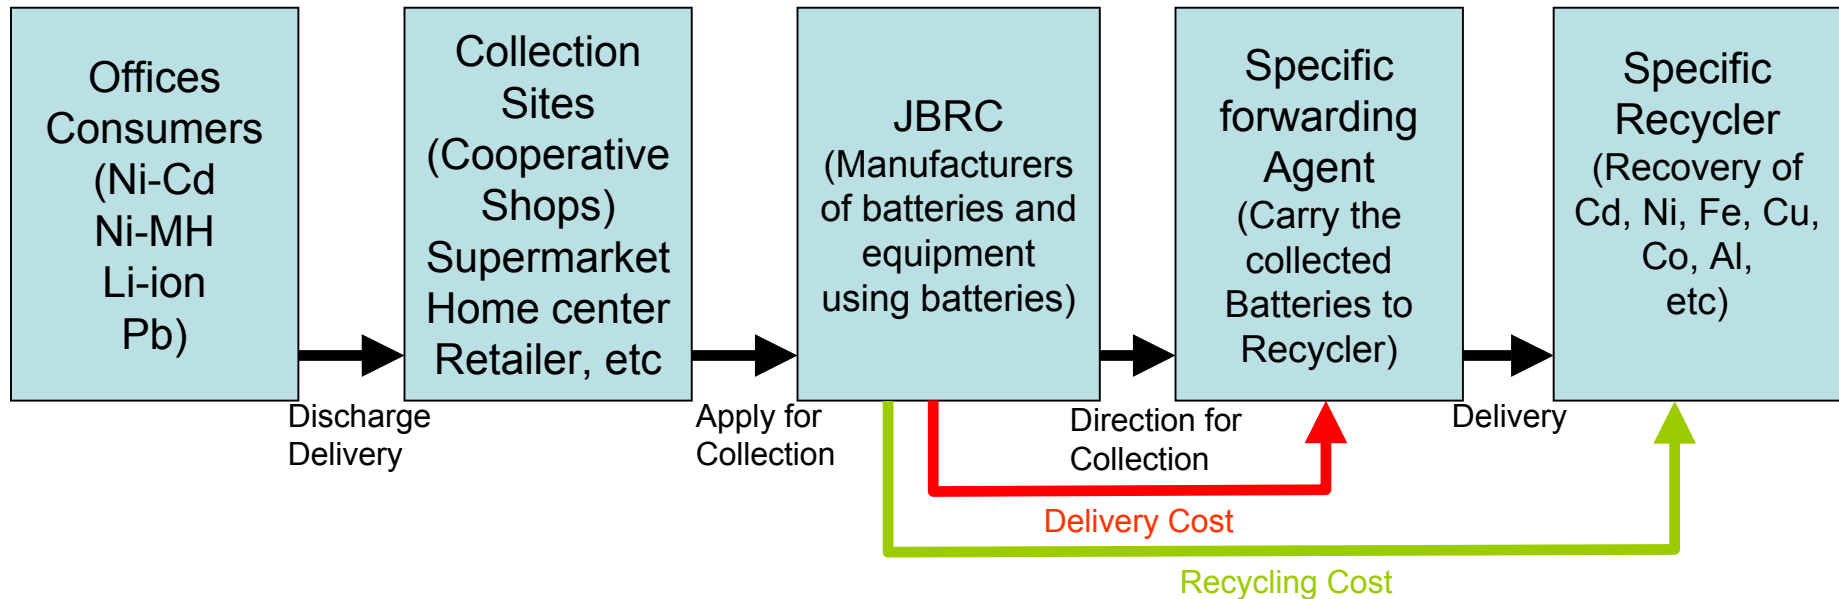 Offices
Consumers
(Ni-Cd
Ni-MH
Li-ion
Pb)
Discharge
Delivery
Collection
Sites
(Cooperative
Shops)
Supermarket
Home center
Retailer, etc
Apply for
Collection
JBRC
(Manufacturers
of batteries and
equipment
using batteries)
Direction for
Collection
Specific
forwarding
Agent
(Carry the
collected
Batteries to
Recycler)
Delivery
Specific
Recycler
(Recovery of
Cd, Ni, Fe, Cu,
Co, Al,
etc)
Delivery Cost
Recycling Cost